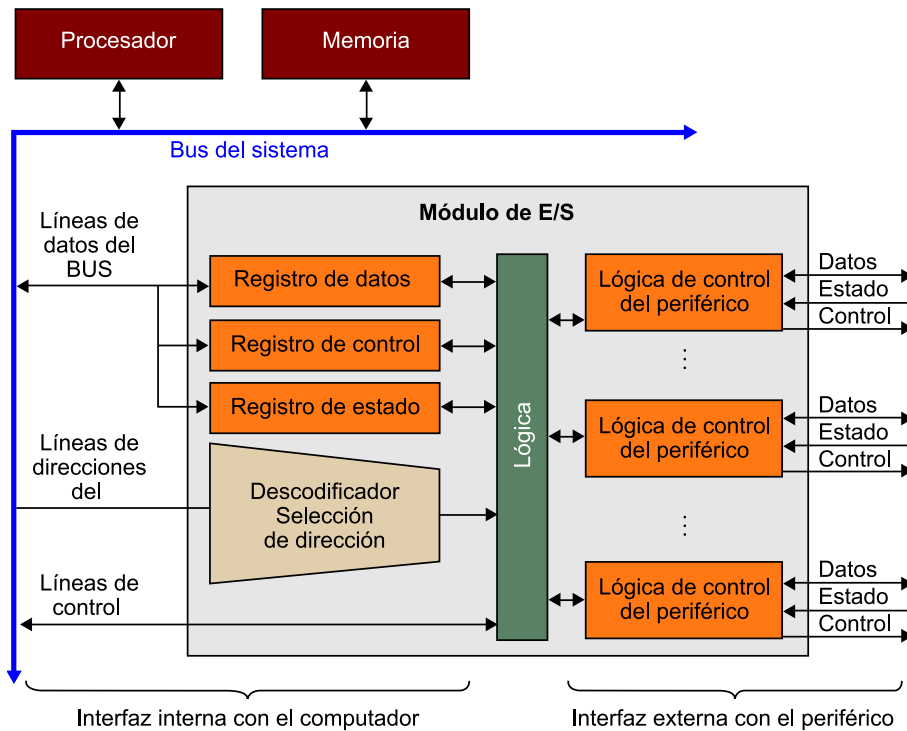 Procesador
Memoria
Bus del sistema
Módulo de E/S
Líneas de
datos del
BUS
Registro de datos
Registro de control
Registro de estado
Líneas de
direcciones
del
Descodificador
Selección
de dirección
Líneas de
control
Lógica
Lógica de control
del periférico
Datos
Estado
Control
...
Lógica de control
del periférico
Datos
Estado
Control
...
Lógica de control
del periférico
Datos
Estado
Control
Interfaz interna con el computador
Interfaz externa con el periférico